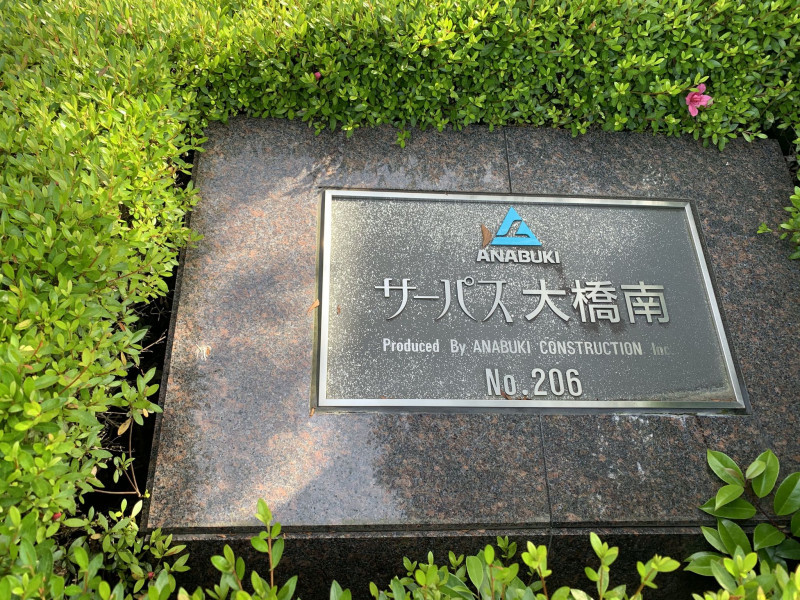 ANABUKI
サーパス大橋南
Produced By ANABUKI CONSTRUCTION Inc.
No.206